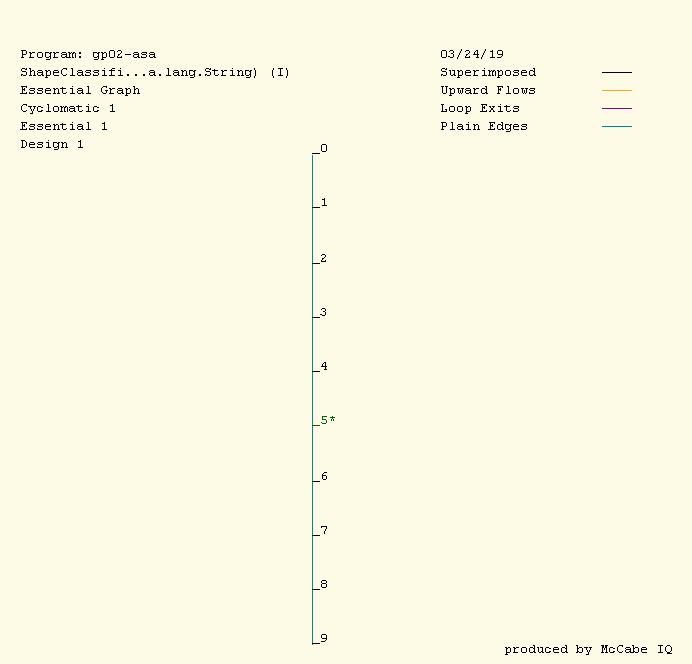 Program: gp02-asa
ShapeClassifi...a.lang.String) (I)
Essential Graph
Cyclomatic 1
Essential 1
Design 1
03/24/19
Superimposed
Upward Flows
Loop Exits
Plain Edges
0
1
2
3
4
5*
6
7
8
9
produced by McCabe IQ